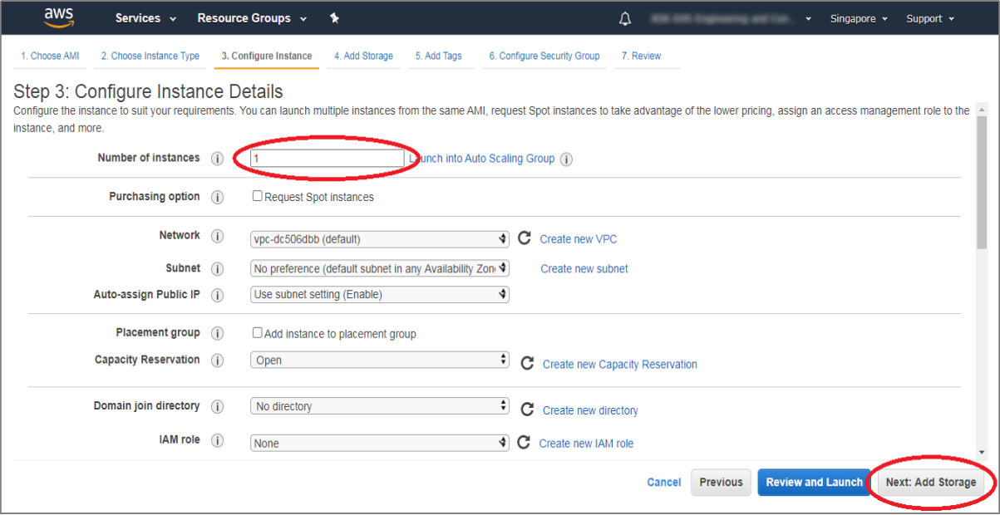 aws Services Resource Groups Singapore Support
1. Choose AMI 2. Choose Instance Type 3. Configure Instance 4. Add Storage 5. Add Tags 6. Configure Security Group 7. Review
Step 3: Configure Instance Details
Configure the instance to suit your requirements. You can launch multiple instances from the same AMI, request Spot instances to take advantage of the lower pricing, assign an access management role to the
instance, and more.
Number of instances i 1 Launch into Auto Scaling Group i
Purchasing option i Request Spot instances
Network i vpc-dc506dbb (default) Create new VPC
Subnet i No preference (default subnet in any Availability Zon Create new subnet
Auto-assign Public IP i Use subnet setting (Enable)
Placement group i Add instance to placement group
Capacity Reservation i Open Create new Capacity Reservation
Domain join directory i No directory Create new directory
IAM role i None Create new IAM role
Cancel Previous Review and Launch Next: Add Storage